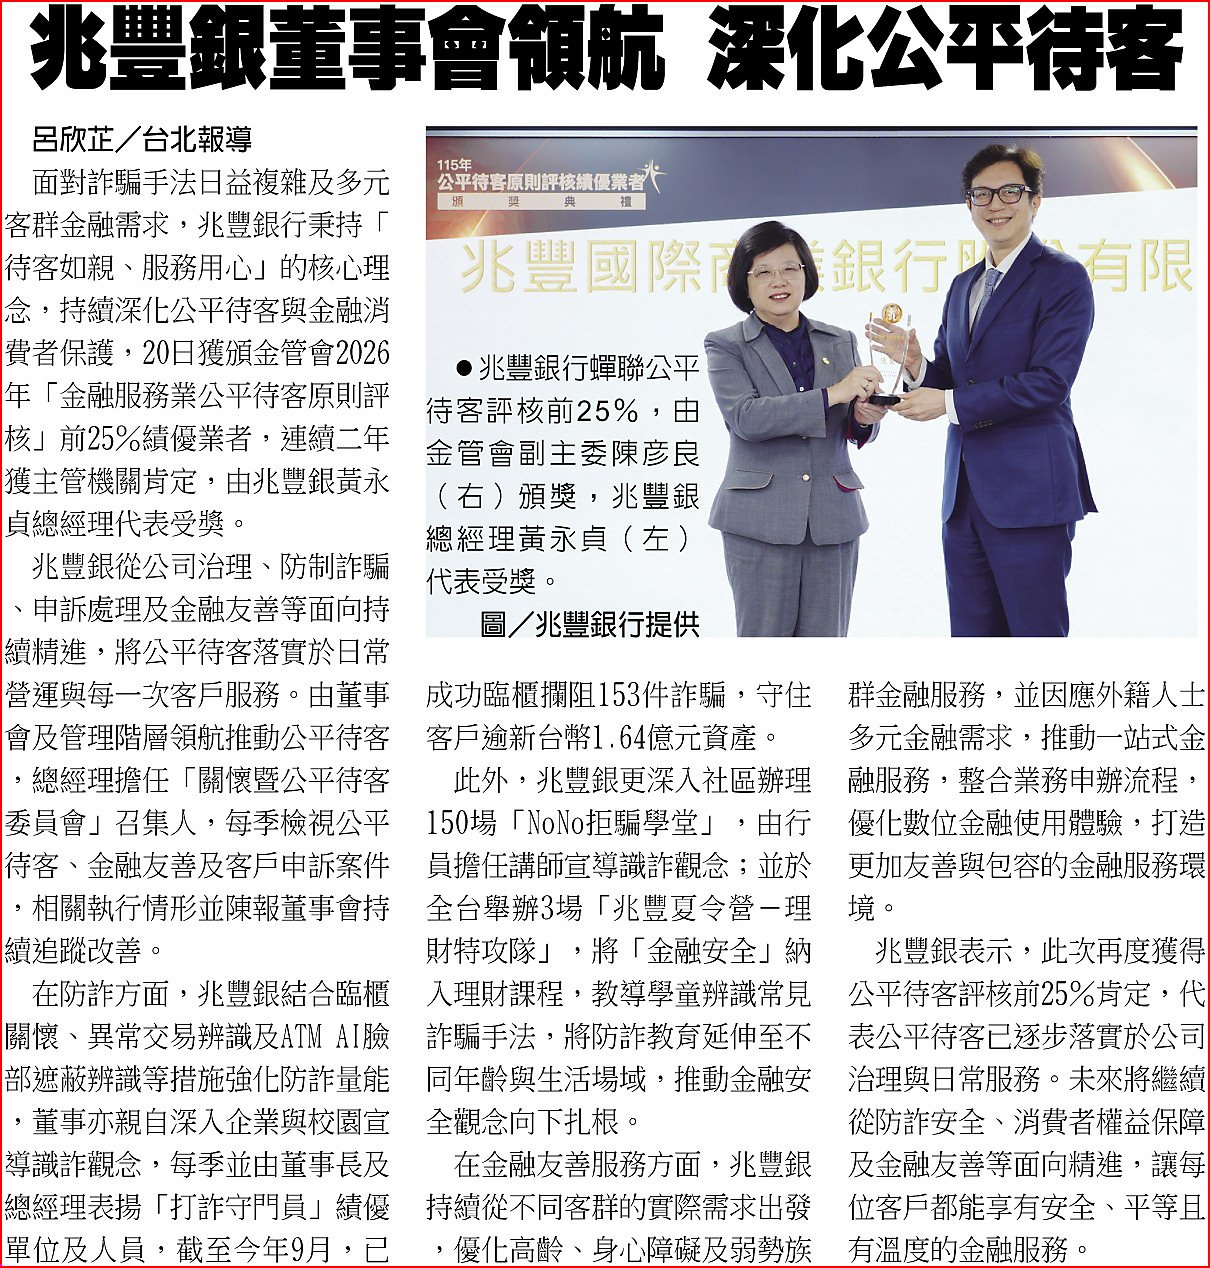 兆豐銀董事會領航 深化公平待客
呂欣芷／台北報導
面對詐騙手法日益複雜及多元
客群金融需求，兆豐銀行秉持「
待客如親、服務用心」的核心理
念，持續深化公平待客與金融消
費者保護，20日獲頒金管會2026
年「金融服務業公平待客原則評
核」前25%績優業者，連續二年
獲主管機關肯定，由兆豐銀黃永
貞總經理代表受獎。
兆豐銀從公司治理、防制詐騙
、申訴處理及金融友善等面向持
續精進，將公平待客落實於日常
營運與每一次客戶服務。由董事
會及管理階層領航推動公平待客
，總經理擔任「關懷暨公平待客
委員會」召集人，每季檢視公平
待客、金融友善及客戶申訴案件
，相關執行情形並陳報董事會持
續追蹤改善。
在防詐方面，兆豐銀結合臨櫃
關懷、異常交易辨識及ATM AI臉
部遮蔽辨識等措施強化防詐量能
，董事亦親自深入企業與校園宣
導識詐觀念，每季並由董事長及
總經理表揚「打詐守門員」績優
單位及人員，截至今年9月，已
115年
公平待客原則評核績優業者
頒獎典禮
兆豐國際商業銀行股份有限
●兆豐銀行蟬聯公平
待客評核前25%，由
金管會副主委陳彥良
（右）頒獎，兆豐銀
總經理黃永貞（左）
代表受獎。
圖／兆豐銀行提供
成功臨櫃攔阻153件詐騙，守住
客戶逾新台幣1.64億元資產。
此外，兆豐銀更深入社區辦理
150場「NoNo拒騙學堂」，由行
員擔任講師宣導識詐觀念；並於
全台舉辦3場「兆豐夏令營－理
財特攻隊」，將「金融安全」納
入理財課程，教導學童辨識常見
詐騙手法，將防詐教育延伸至不
同年齡與生活場域，推動金融安
全觀念向下扎根。
在金融友善服務方面，兆豐銀
持續從不同客群的實際需求出發
，優化高齡、身心障礙及弱勢族
群金融服務，並因應外籍人士
多元金融需求，推動一站式金
融服務，整合業務申辦流程，
優化數位金融使用體驗，打造
更加友善與包容的金融服務環
境。
兆豐銀表示，此次再度獲得
公平待客評核前25%肯定，代
表公平待客已逐步落實於公司
治理與日常服務。未來將繼續
從防詐安全、消費者權益保障
及金融友善等面向精進，讓每
位客戶都能享有安全、平等且
有溫度的金融服務。